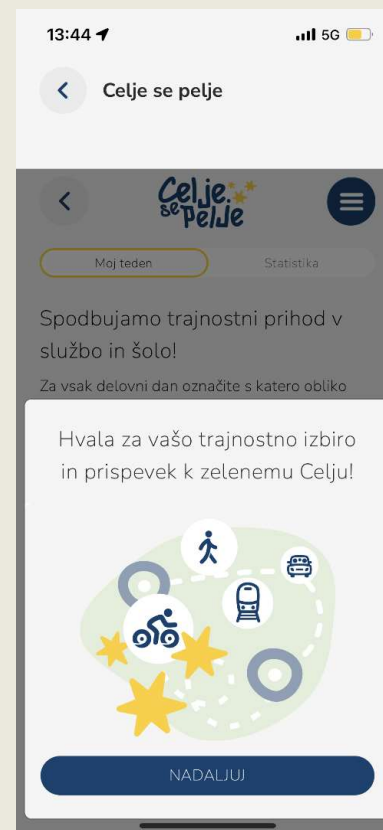 13:44
5G
Celje se pelje
Celje
se pelje
Moj teden
Statistika
Spodbujamo trajnostni prihod v
službo in šolo!
Za vsak delovni dan označite s katero obliko
Hvala za vašo trajnostno izbiro
in prispevek k zelenemu Celju!
NADALJUJ